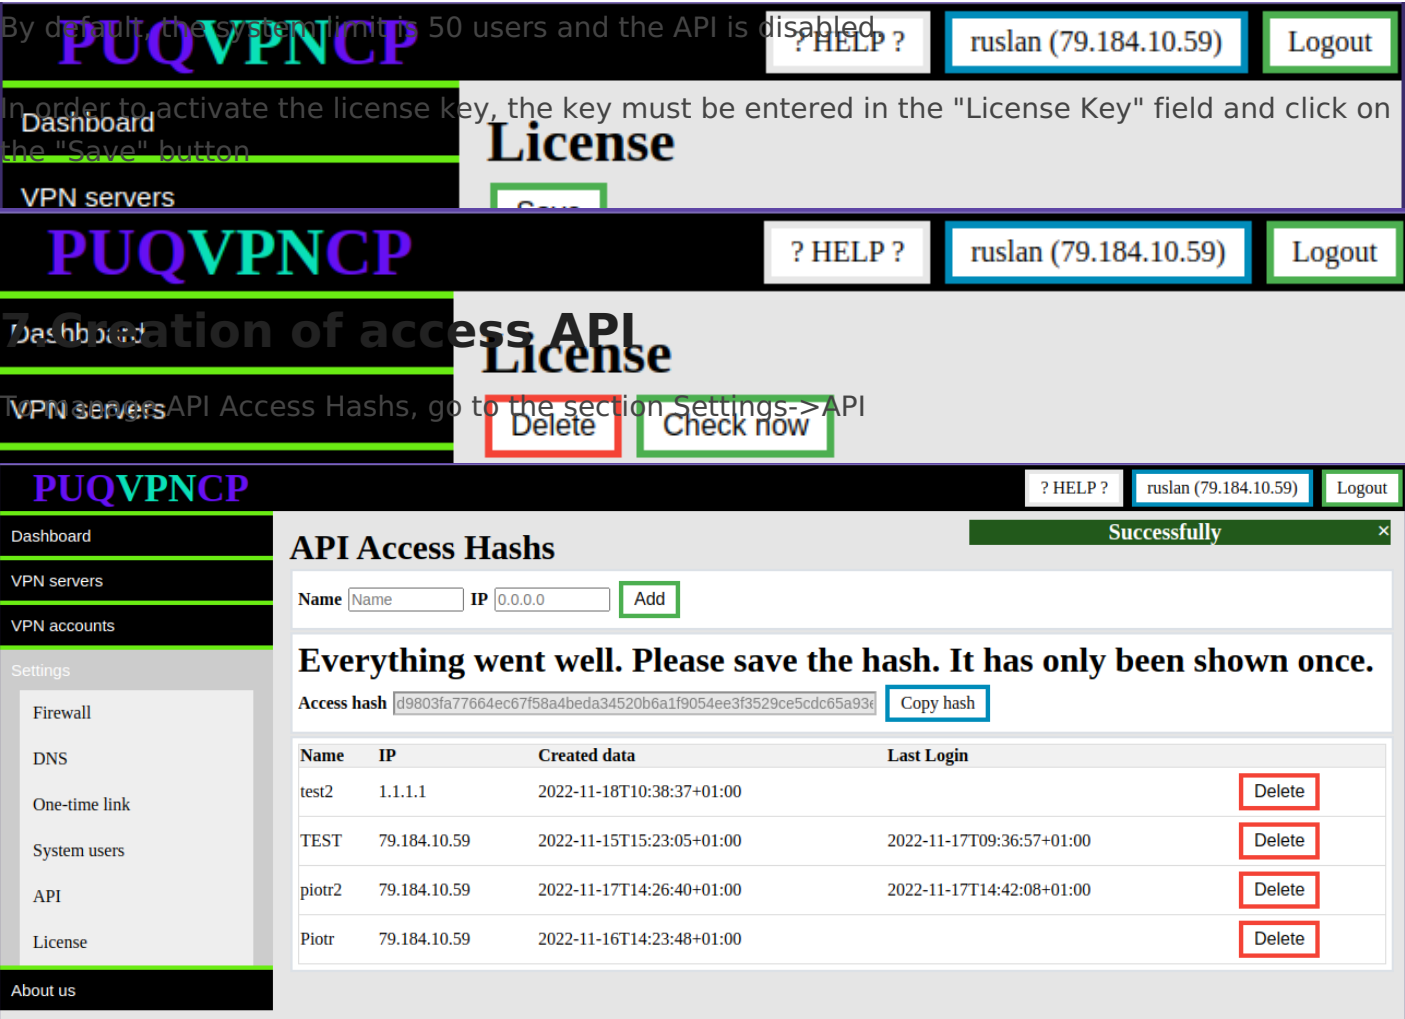 By default, the system limit is 50 users and the API is disabled.
PUQVPNCP
? HELP ? ruslan (79.184.10.59) Logout
In order to activate the license key, the key must be entered in the "License Key" field and click on
the "Save" button
Dashboard
License
VPN servers
Save
PUQVPNCP ? HELP ? ruslan (79.184.10.59) Logout
7.Creation of access API
Dashboard
License
To manage API Access Hashs, go to the section Settings->API
VPN servers
Delete Check now
PUQVPNCP ? HELP ? ruslan (79.184.10.59) Logout
Dashboard
Successfully ×
API Access Hashs
VPN servers
Name Name IP 0.0.0.0 Add
VPN accounts
Settings
Everything went well. Please save the hash. It has only been shown once.
Access hash d9803fa77664ec67f58a4beda34520b6a1f9054ee3f3529ce5cdc65a93e Copy hash
Firewall
DNS
One-time link
System users
API
License
About us
Name IP Created data Last Login
test2 1.1.1.1 2022-11-18T10:38:37+01:00 Delete
TEST 79.184.10.59 2022-11-15T15:23:05+01:00 2022-11-17T09:36:57+01:00 Delete
piotr2 79.184.10.59 2022-11-17T14:26:40+01:00 2022-11-17T14:42:08+01:00 Delete
Piotr 79.184.10.59 2022-11-16T14:23:48+01:00 Delete